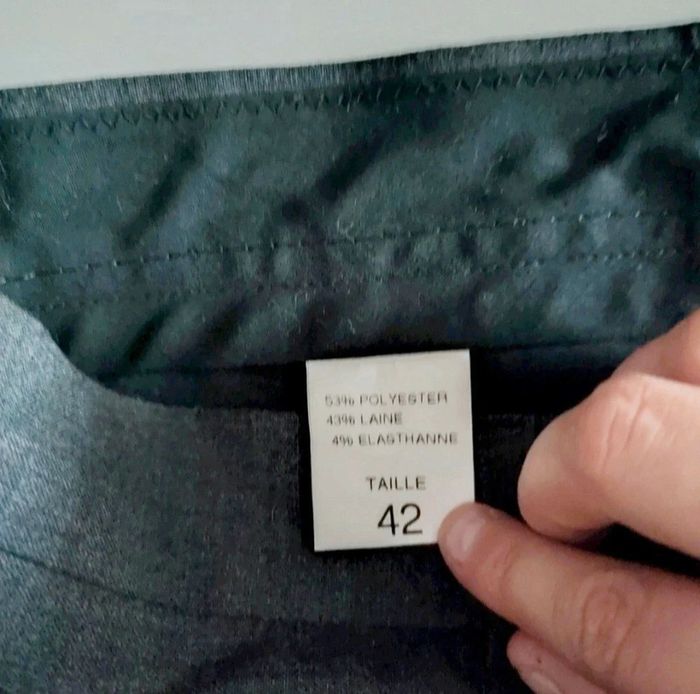 53% POLYESTER
43% LAINE
4% ELASTHANNE
TAILLE
42